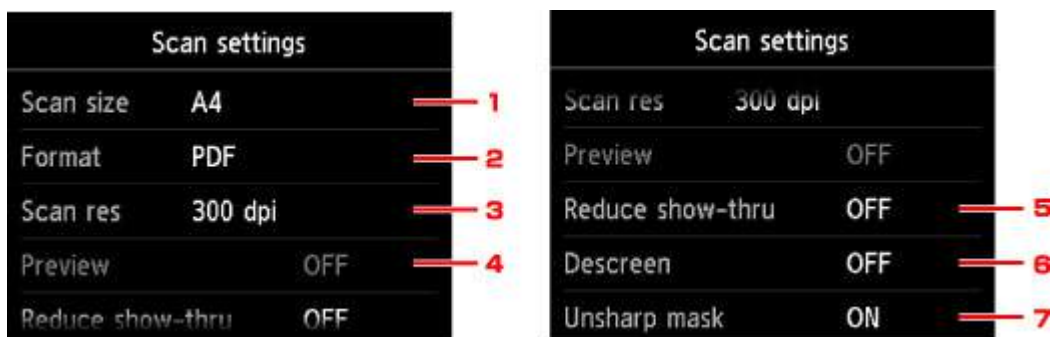 Scan settings
Scan size A4 1
Format PDF 2
Scan res 300 dpi 3
Preview OFF 4
Reduce show-thru OFF
Scan settings
Scan res 300 dpi
Preview OFF
Reduce show-thru OFF 5
Descreen OFF 6
Unsharp mask ON 7